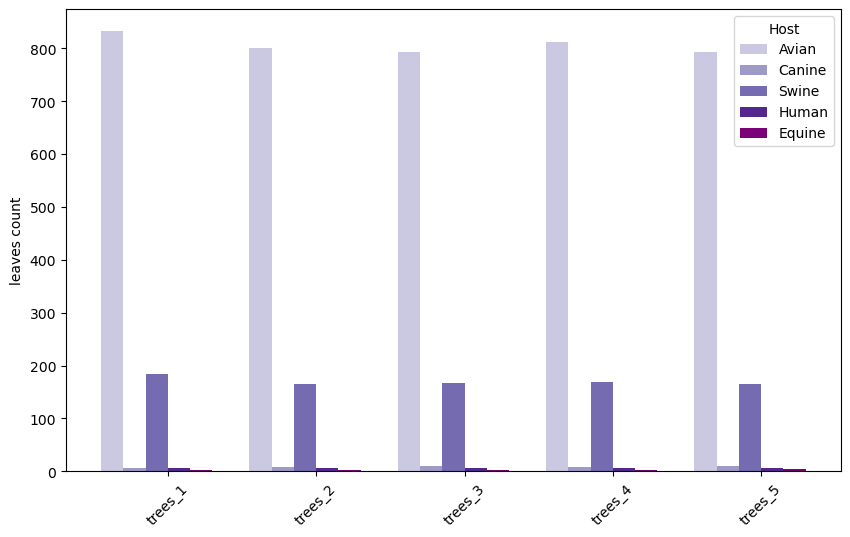 Host
Avian
Canine
Swine
Human
Equine
leaves count
800
700
600
500
400
300
200
100
0
trees_1
trees_2
trees_3
trees_4
trees_5